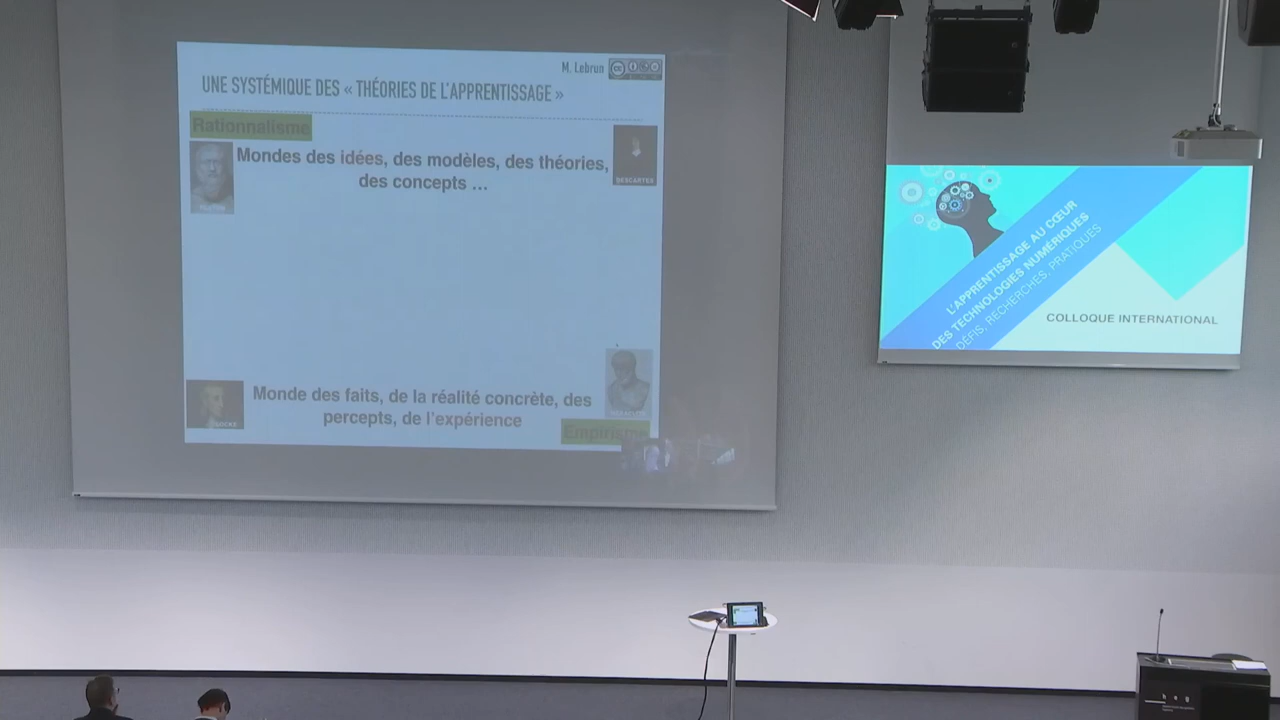 M. Lebrun
UNE SYSTÉMIQUE DES « THÉORIES DE L'APPRENTISSAGE »
Rationnalisme
Mondes des idées, des modèles, des théories,
des concepts ...
DESCARTES
Monde des faits, de la réalité concrète, des
percepts, de l'expérience
LOCKE
Empirisme
L'APPRENTISSAGE AU CŒUR
DES TECHNOLOGIES NUMÉRIQUES
DÉFIS, RECHERCHES, PRATIQUES
COLLOQUE INTERNATIONAL